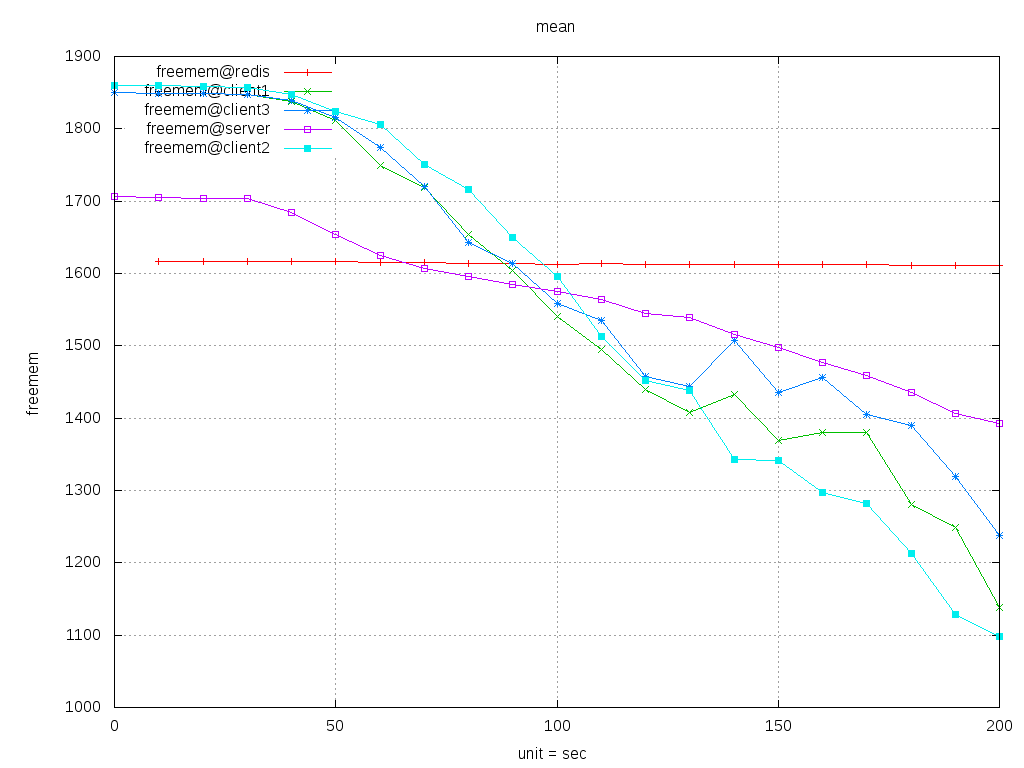 mean
1900
1800
1700
1600
1500
1400
1300
1200
1100
1000
freemem
freemem@redis
freemem@client1
freemem@client3
freemem@server
freemem@client2
0 50 100 150 200
unit = sec